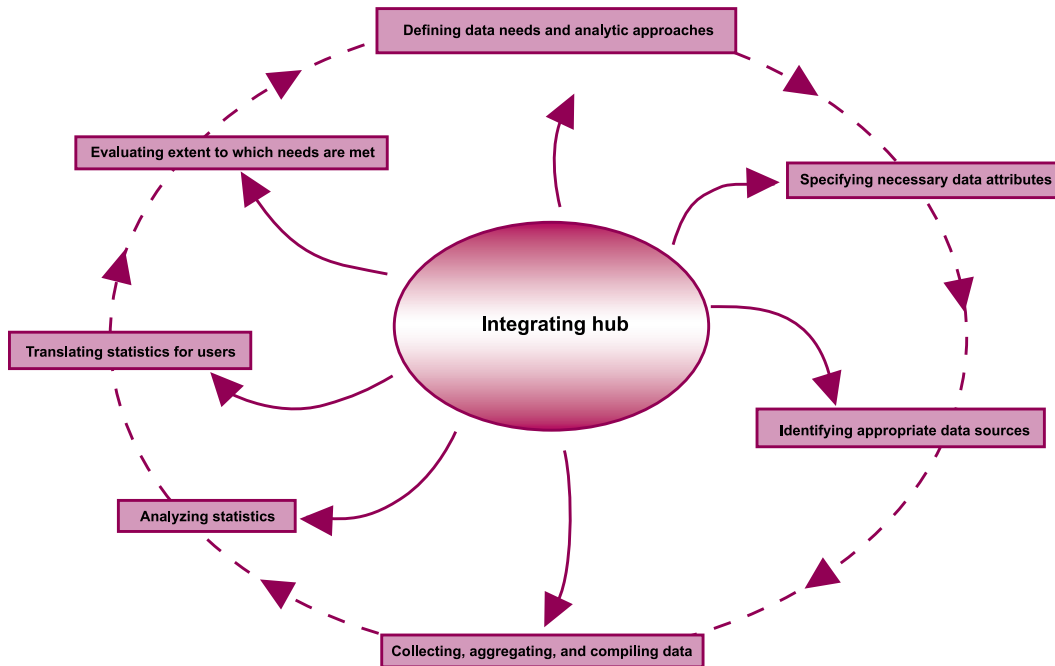 Defining data needs and analytic approaches
Evaluating extent to which needs are met
Specifying necessary data attributes
Integrating hub
Translating statistics for users
Identifying appropriate data sources
Analyzing statistics
Collecting, aggregating, and compiling data